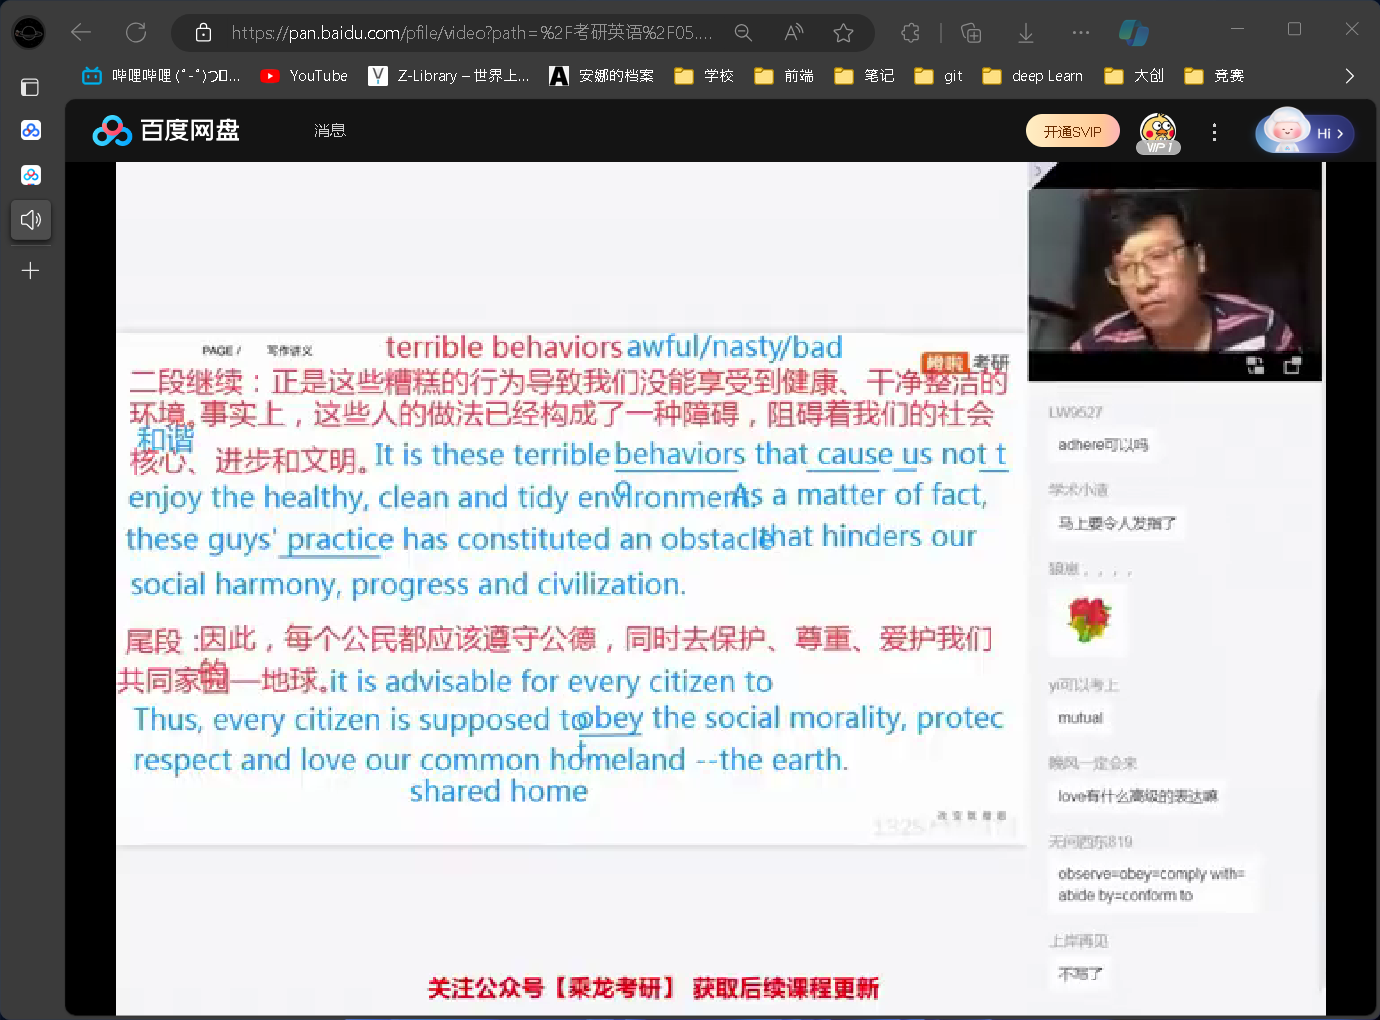 https://pan.baidu.com/pfile/video?path=%2F考研英语%2F05...
哔哩哔哩 (゜-゜)つロ...
YouTube
Z-Library – 世界上...
安娜的档案
学校
前端
笔记
git
deep Learn
大创
竞赛
百度网盘
消息
开通SVIP
VIP 1
Hi
PAGE /
写作讲义
terrible behaviors awful/nasty/bad
橙啦 考研
二段继续：正是这些糟糕的行为导致我们没能享受到健康、干净整洁的
环境。事实上，这些人的做法已经构成了一种障碍，阻碍着我们的社会
和谐
核心、进步和文明。It is these terrible behaviors that cause us not t
o
enjoy the healthy, clean and tidy environment. As a matter of fact,
these guys' practice has constituted an obstacle that hinders our
social harmony, progress and civilization.
尾段：因此，每个公民都应该遵守公德，同时去保护、尊重、爱护我们
的
共同家园—地球。it is advisable for every citizen to
Thus, every citizen is supposed to obey the social morality, protec
t,
respect and love our common homeland --the earth.
shared home
LW9527
adhere可以吗
学术小渣
马上要令人发指了
yi可以考上
mutual
晚风一定会来
love有什么高级的表达嘛
无问西东819
observe=obey=comply with=
abide by=conform to
上岸再见
不写了
关注公众号【乘龙考研】 获取后续课程更新